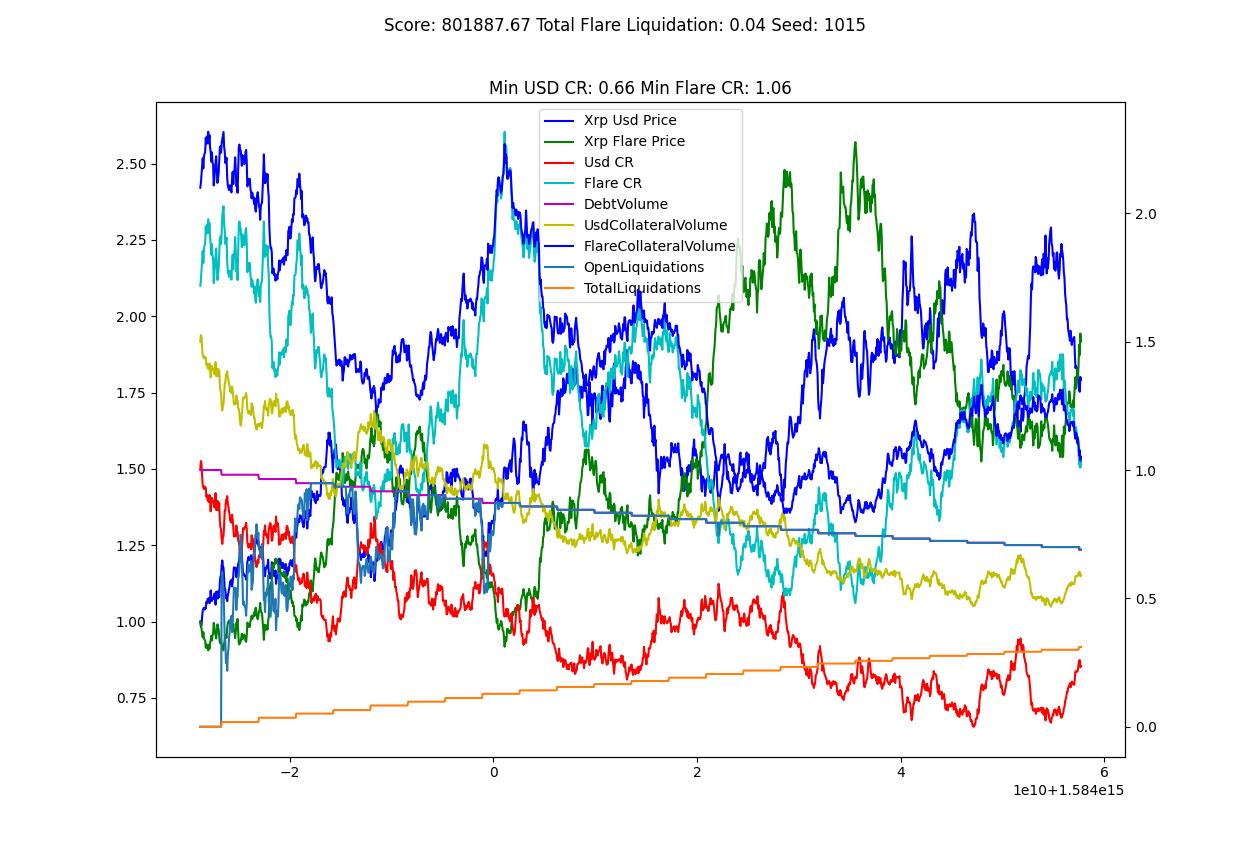 Score: 801887.67 Total Flare Liquidation: 0.04 Seed: 1015
Min USD CR: 0.66 Min Flare CR: 1.06
Xrp Usd Price
Xrp Flare Price
Usd CR
Flare CR
DebtVolume
UsdCollateralVolume
FlareCollateralVolume
OpenLiquidations
TotalLiquidations
2.50
2.25
2.00
1.75
1.50
1.25
1.00
0.75
2.0
1.5
1.0
0.5
0.0
−2 0 2 4 6
1e10+1.584e15